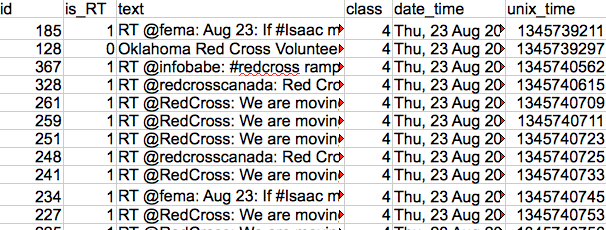 id is_RT text class date_time unix_time
185 1 RT @fema: Aug 23: If #Isaac m 4 Thu, 23 Aug 20 1345739211
128 0 Oklahoma Red Cross Voluntee 4 Thu, 23 Aug 20 1345739297
367 1 RT @infobabe: #redcross ramp 4 Thu, 23 Aug 20 1345740562
328 1 RT @redcrosscanada: Red Cro 4 Thu, 23 Aug 20 1345740615
261 1 RT @RedCross: We are movin 4 Thu, 23 Aug 20 1345740709
259 1 RT @RedCross: We are movin 4 Thu, 23 Aug 20 1345740711
251 1 RT @RedCross: We are movin 4 Thu, 23 Aug 20 1345740723
248 1 RT @redcrosscanada: Red Cro 4 Thu, 23 Aug 20 1345740725
241 1 RT @RedCross: We are movin 4 Thu, 23 Aug 20 1345740733
234 1 RT @fema: Aug 23: If #Isaac m 4 Thu, 23 Aug 20 1345740745
227 1 RT @RedCross: We are movin 4 Thu, 23 Aug 20 1345740753